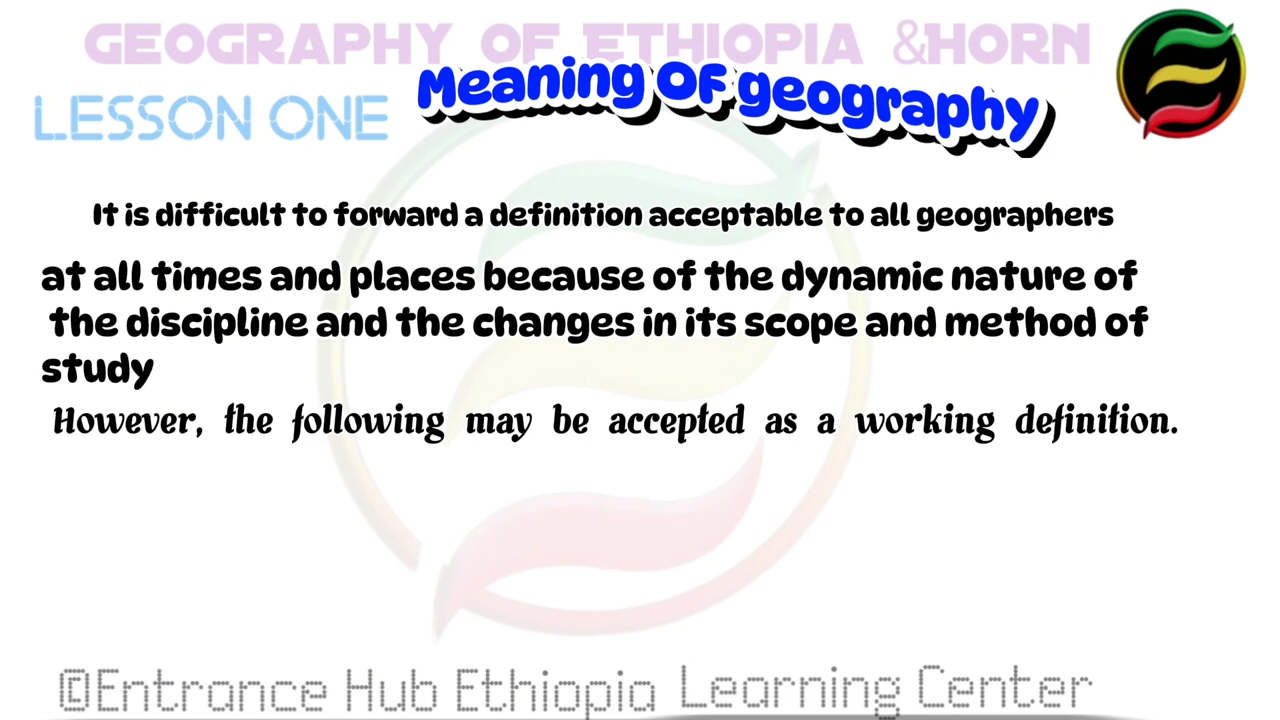 GEOGRAPHY OF ETHIOPIA &HORN
LESSON ONE
Meaning OF geography
It is difficult to forward a definition acceptable to all geographers
at all times and places because of the dynamic nature of
the discipline and the changes in its scope and method of
study
However, the following may be accepted as a working definition.
©Entrance Hub Ethiopia Learning Center